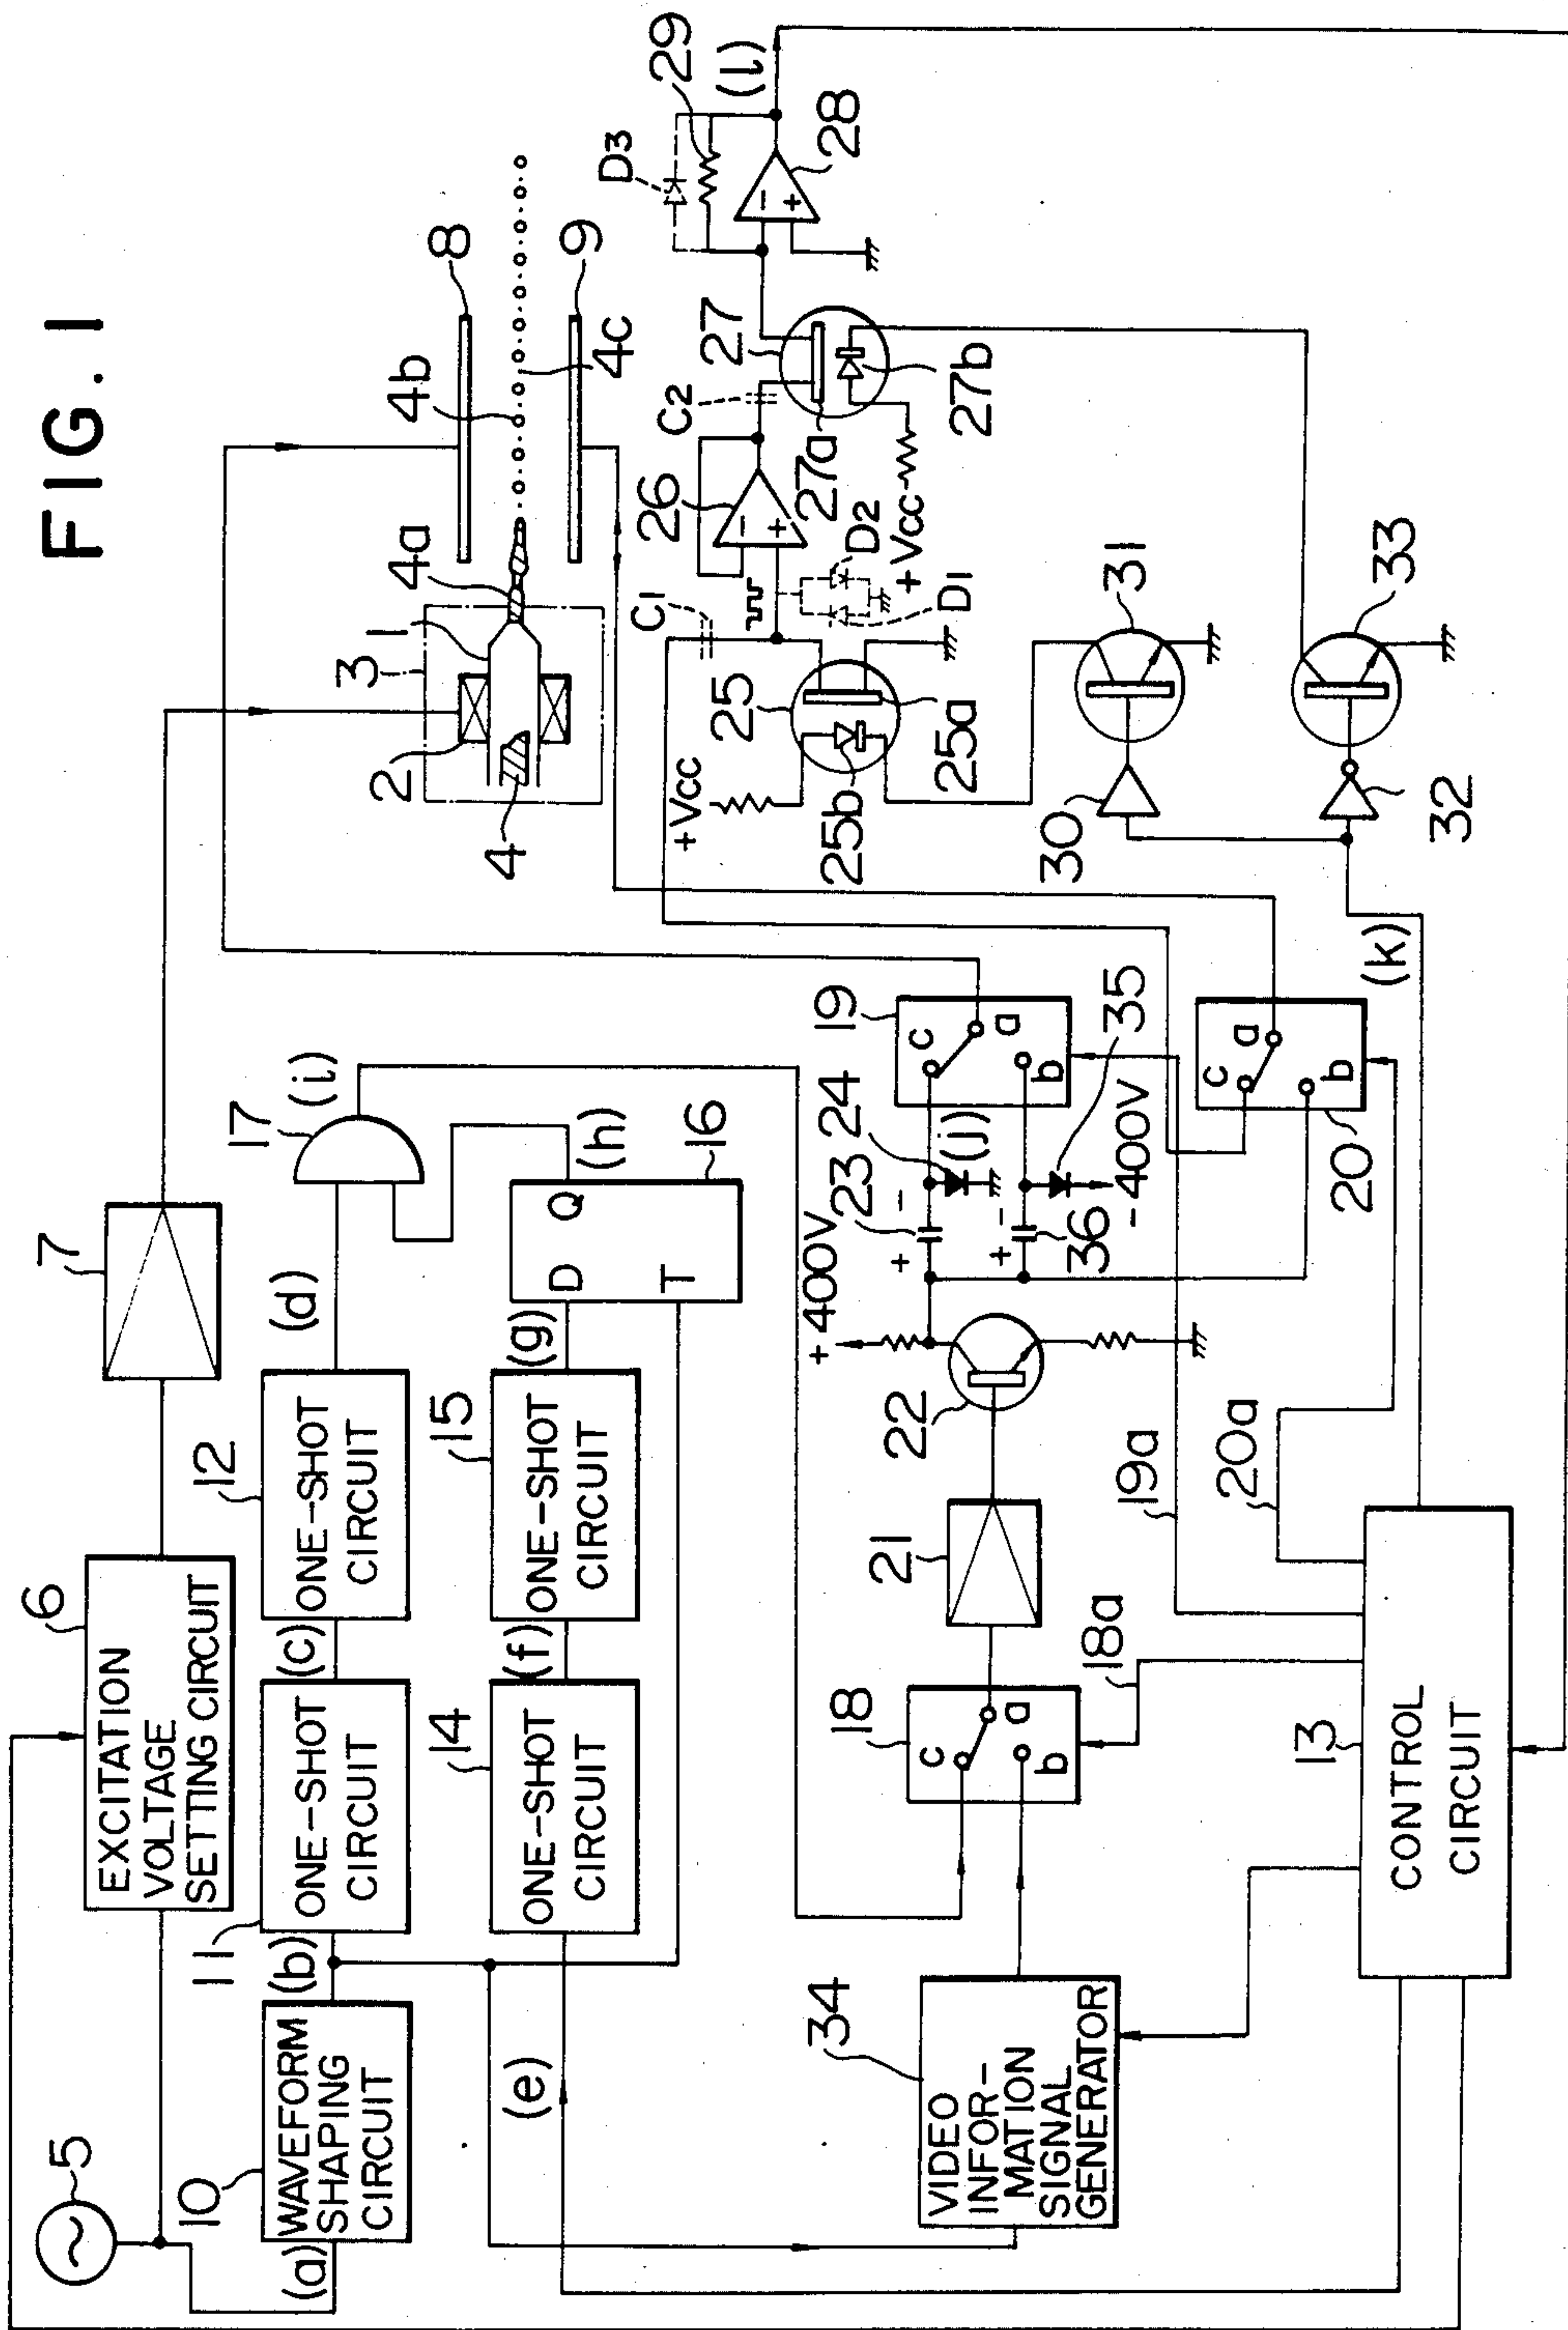 FIG. 1
5
6
EXCITATION
VOLTAGE
SETTING CIRCUIT
7
3
1
2
4
4a
4b
4c
8
9
10
(a)
WAVEFORM
SHAPING
CIRCUIT
(b)
11
ONE-SHOT
CIRCUIT
(c)
12
ONE-SHOT
CIRCUIT
(d)
17
(i)
(e)
14
ONE-SHOT
CIRCUIT
(f)
15
ONE-SHOT
CIRCUIT
(g)
D Q
T
(h)
16
34
VIDEO
INFOR-
MATION
SIGNAL
GENERATOR
18
c
a
b
18a
21
22
+400V
+ -
23
24
(j)
+ -
36
-400V
35
19
c
a
b
19a
20
c
a
b
20a
13
CONTROL
CIRCUIT
(k)
+Vcc
25
25a
25b
C1
D1
D2
26
-
+
C2
27
27a
27b
+Vcc
D3
29
28
-
+
(l)
30
31
32
33